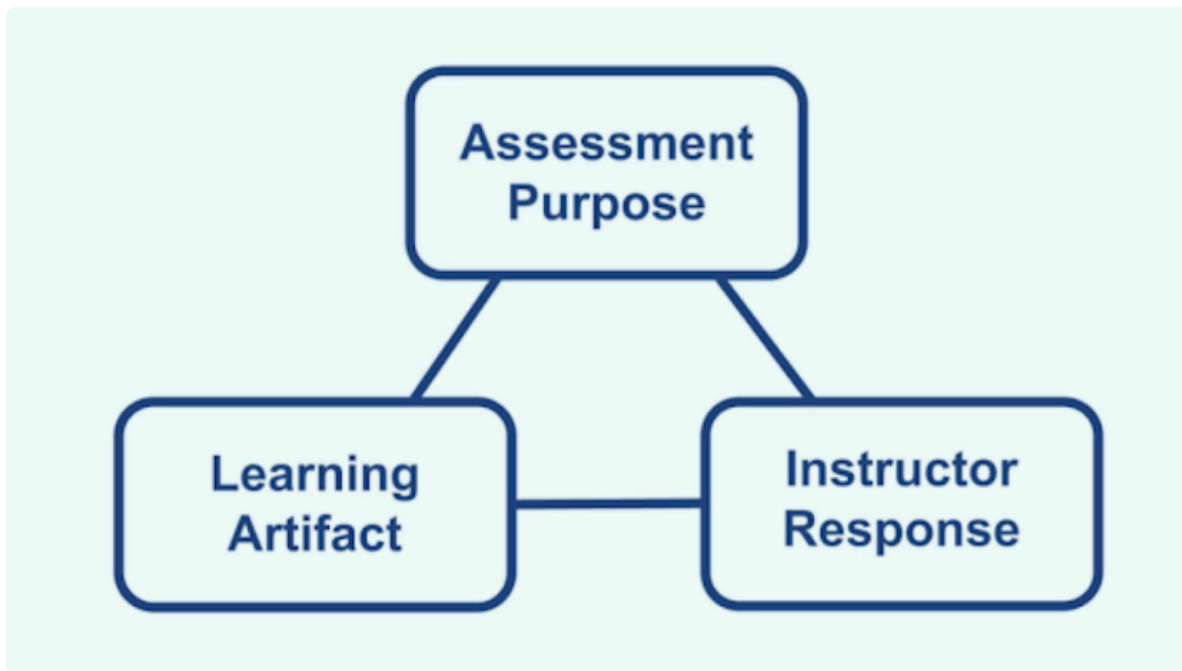 Assessment
Purpose
Learning
Artifact
Instructor
Response